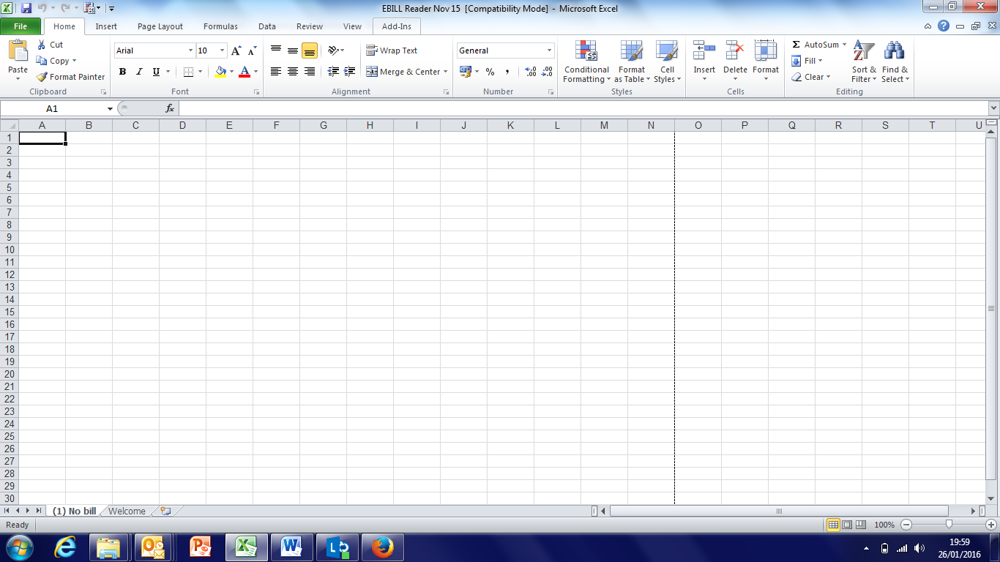 EBILL Reader Nov 15 [Compatibility Mode] - Microsoft Excel
File Home Insert Page Layout Formulas Data Review View Add-Ins
Paste
Cut
Copy
Format Painter
Clipboard
Arial 10
B I U
Font
Wrap Text
Merge & Center
Alignment
General
%
Number
Conditional Formatting
Format as Table
Cell Styles
Styles
Insert Delete Format
Cells
Σ AutoSum
Fill
Clear
Sort & Filter
Find & Select
Editing
A1 fx
A B C D E F G H I J K L M N O P Q R S T U
1
2
3
4
5
6
7
8
9
10
11
12
13
14
15
16
17
18
19
20
21
22
23
24
25
26
27
28
29
30
(1) No bill Welcome
Ready 100%
19:59
26/01/2016